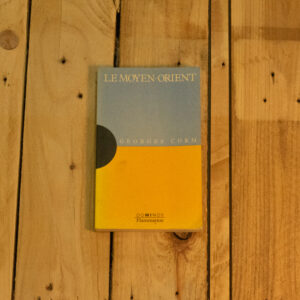 LE MOYEN-ORIENT
GEORGES CORM
DOMINOS
Flammarion